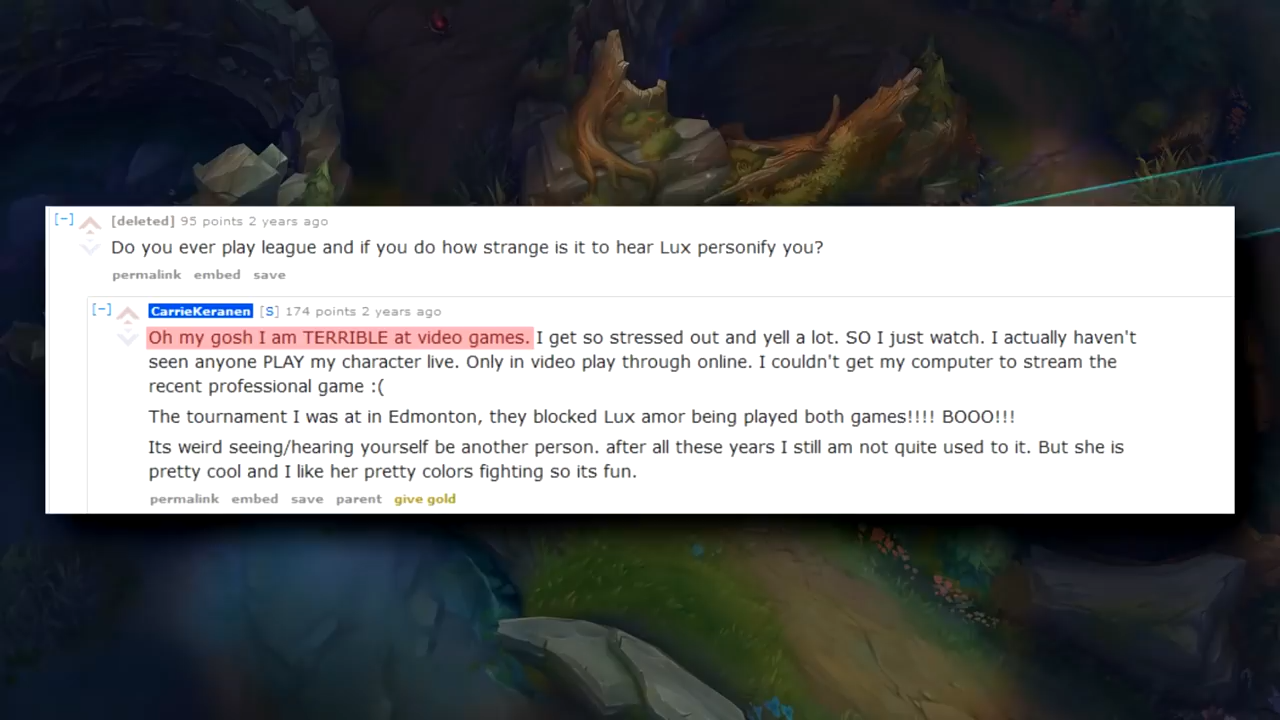 [-] [deleted] 95 points 2 years ago
Do you ever play league and if you do how strange is it to hear Lux personify you?
permalink embed save
[-] CarrieKeranen [S] 174 points 2 years ago
Oh my gosh I am TERRIBLE at video games. I get so stressed out and yell a lot. SO I just watch. I actually haven't
seen anyone PLAY my character live. Only in video play through online. I couldn't get my computer to stream the
recent professional game :(
The tournament I was at in Edmonton, they blocked Lux amor being played both games!!!! BOOO!!!
Its weird seeing/hearing yourself be another person. after all these years I still am not quite used to it. But she is
pretty cool and I like her pretty colors fighting so its fun.
permalink embed save parent give gold